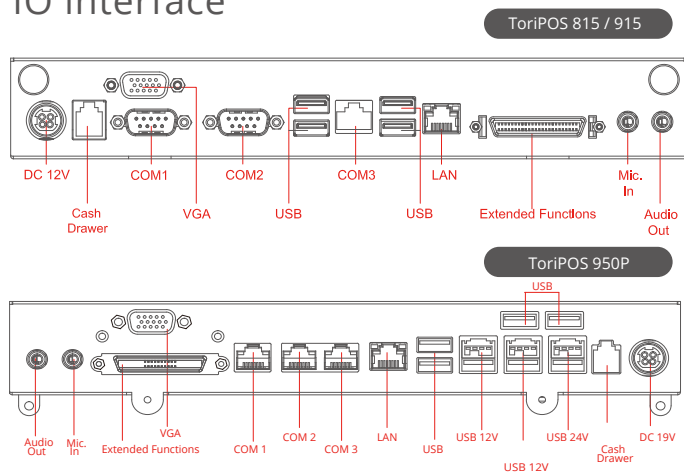 IO Interface
ToriPOS 815 / 915
DC 12V
COM1
COM2
COM3
LAN
Mic.
In
Cash
Drawer
VGA
USB
USB
Extended Functions
Audio
Out
ToriPOS 950P
USB
Audio
Out
Mic.
In
VGA
Extended Functions
COM 1
COM 2
COM 3
LAN
USB
USB 12V
USB 12V
USB 24V
Cash
Drawer
DC 19V